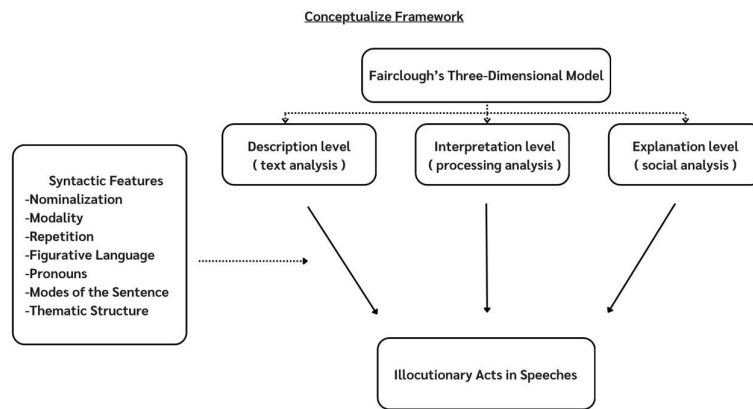 Conceptualize Framework
Fairclough's Three-Dimensional Model
Description level
( text analysis )
Interpretation level
( processing analysis )
Explanation level
( social analysis )
Syntactic Features
-Nominalization
-Modality
-Repetition
-Figurative Language
-Pronouns
-Modes of the Sentence
-Thematic Structure
Illocutionary Acts in Speeches